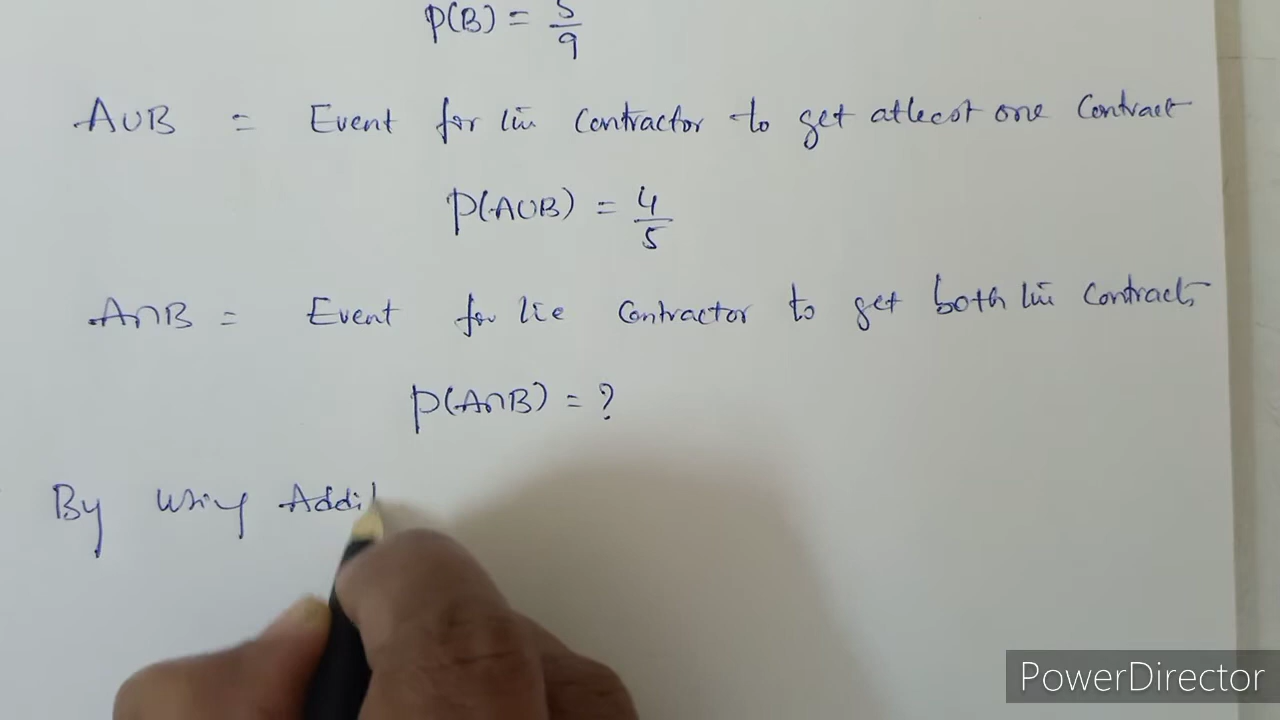 P(B) = 5/9
A∪B = Event for the contractor to get atleast one Contract
P(A∪B) = 4/5
A∩B = Event for the Contractor to get both the Contracts
P(A∩B) = ?
By using Addit
PowerDirector